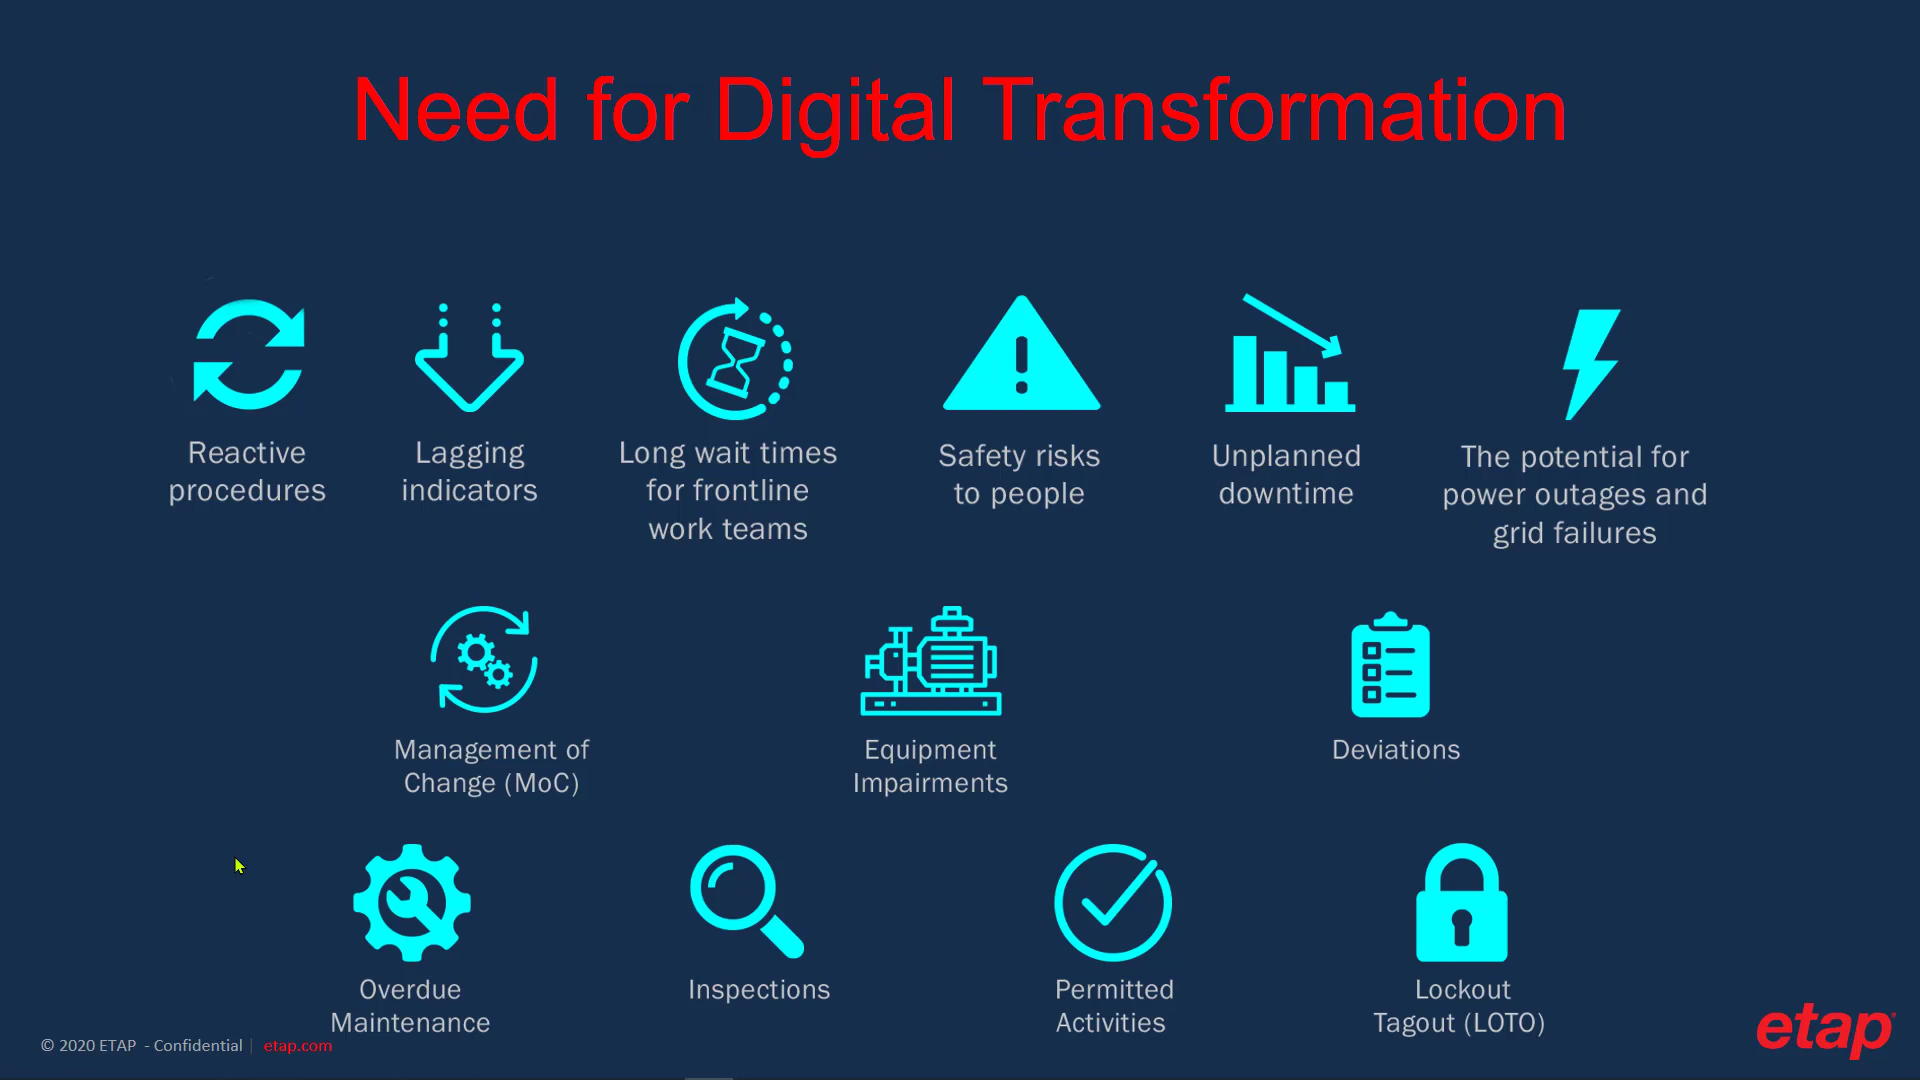 Need for Digital Transformation
Reactive
procedures
Lagging
indicators
Long wait times
for frontline
work teams
Safety risks
to people
Unplanned
downtime
The potential for
power outages and
grid failures
Management of
Change (MoC)
Equipment
Impairments
Deviations
Overdue
Maintenance
Inspections
Permitted
Activities
Lockout
Tagout (LOTO)
© 2020 ETAP - Confidential | etap.com
etap